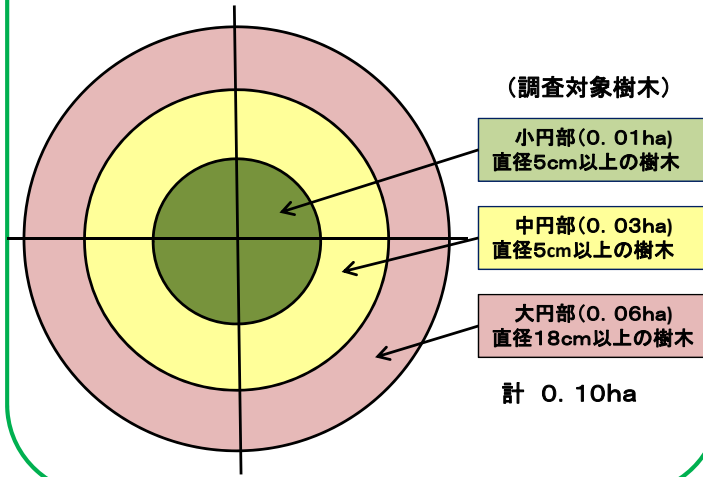 （調査対象樹木）
小円部（0．01ha）
直径5cm以上の樹木
中円部（0．03ha）
直径5cm以上の樹木
大円部（0．06ha）
直径18cm以上の樹木
計　0．10ha